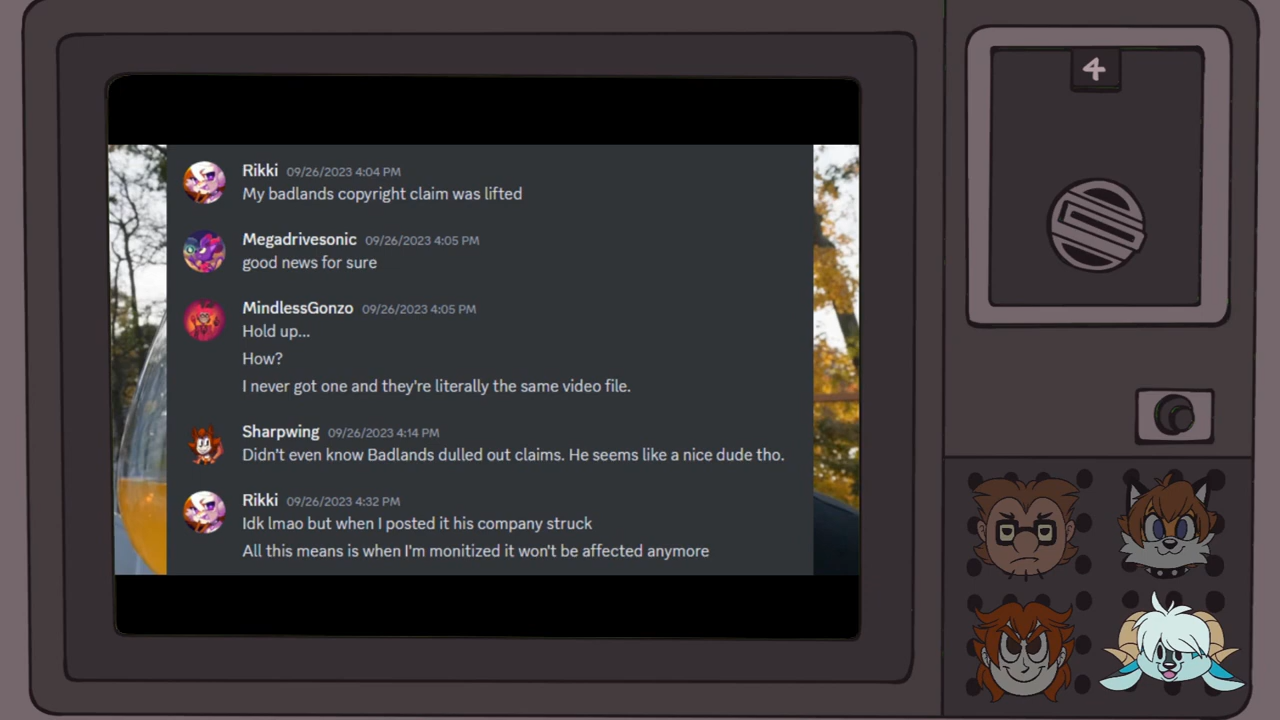 4
Rikki 09/26/2023 4:04 PM
My badlands copyright claim was lifted
Megadrivesonic 09/26/2023 4:05 PM
good news for sure
MindlessGonzo 09/26/2023 4:05 PM
Hold up...
How?
I never got one and they're literally the same video file.
Sharpwing 09/26/2023 4:14 PM
Didn't even know Badlands dulled out claims. He seems like a nice dude tho.
Rikki 09/26/2023 4:32 PM
Idk lmao but when I posted it his company struck
All this means is when I'm monitized it won't be affected anymore